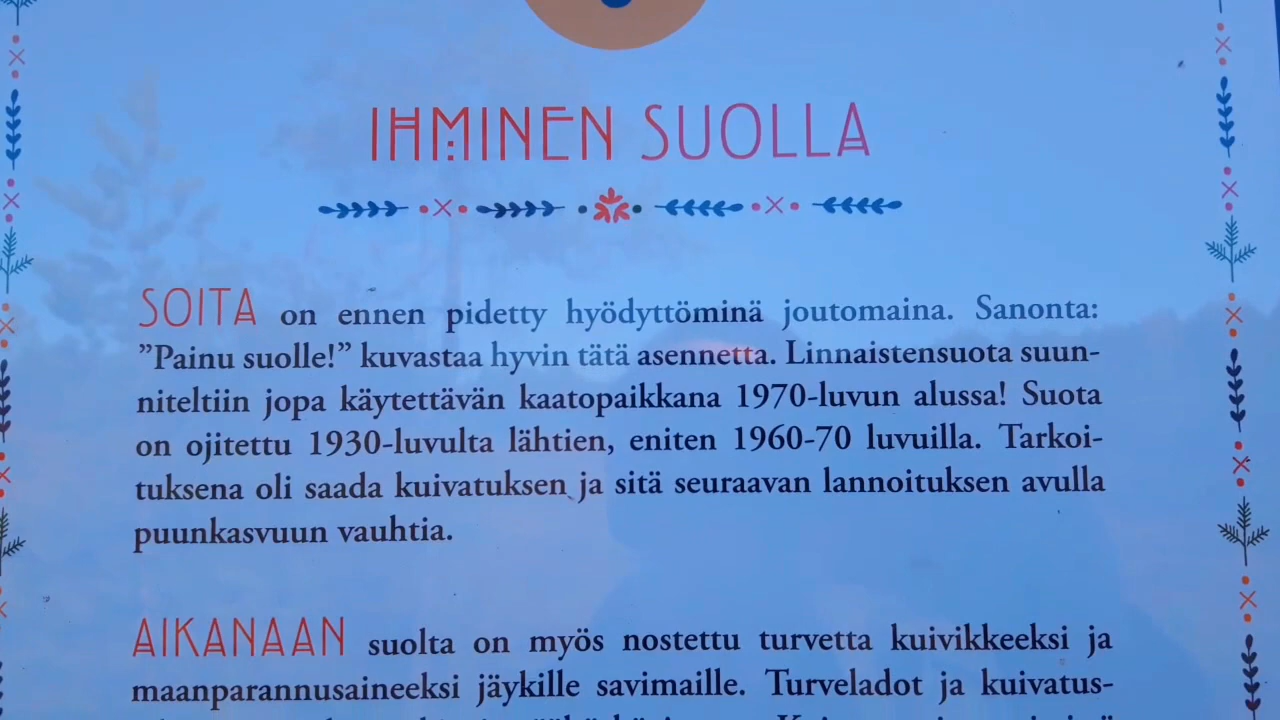 IHMINEN SUOLLA
SOITA on ennen pidetty hyödyttöminä joutomaina. Sanonta:
”Painu suolle!” kuvastaa hyvin tätä asennetta. Linnaistensuota suun-
niteltiin jopa käytettävän kaatopaikkana 1970-luvun alussa! Suota
on ojitettu 1930-luvulta lähtien, eniten 1960-70 luvuilla. Tarkoi-
tuksena oli saada kuivatuksen ja sitä seuraavan lannoituksen avulla
puunkasvuun vauhtia.
AIKANAAN suolta on myös nostettu turvetta kuivikkeeksi ja
maanparannusaineeksi jäykille savimaille. Turveladot ja kuivatus-